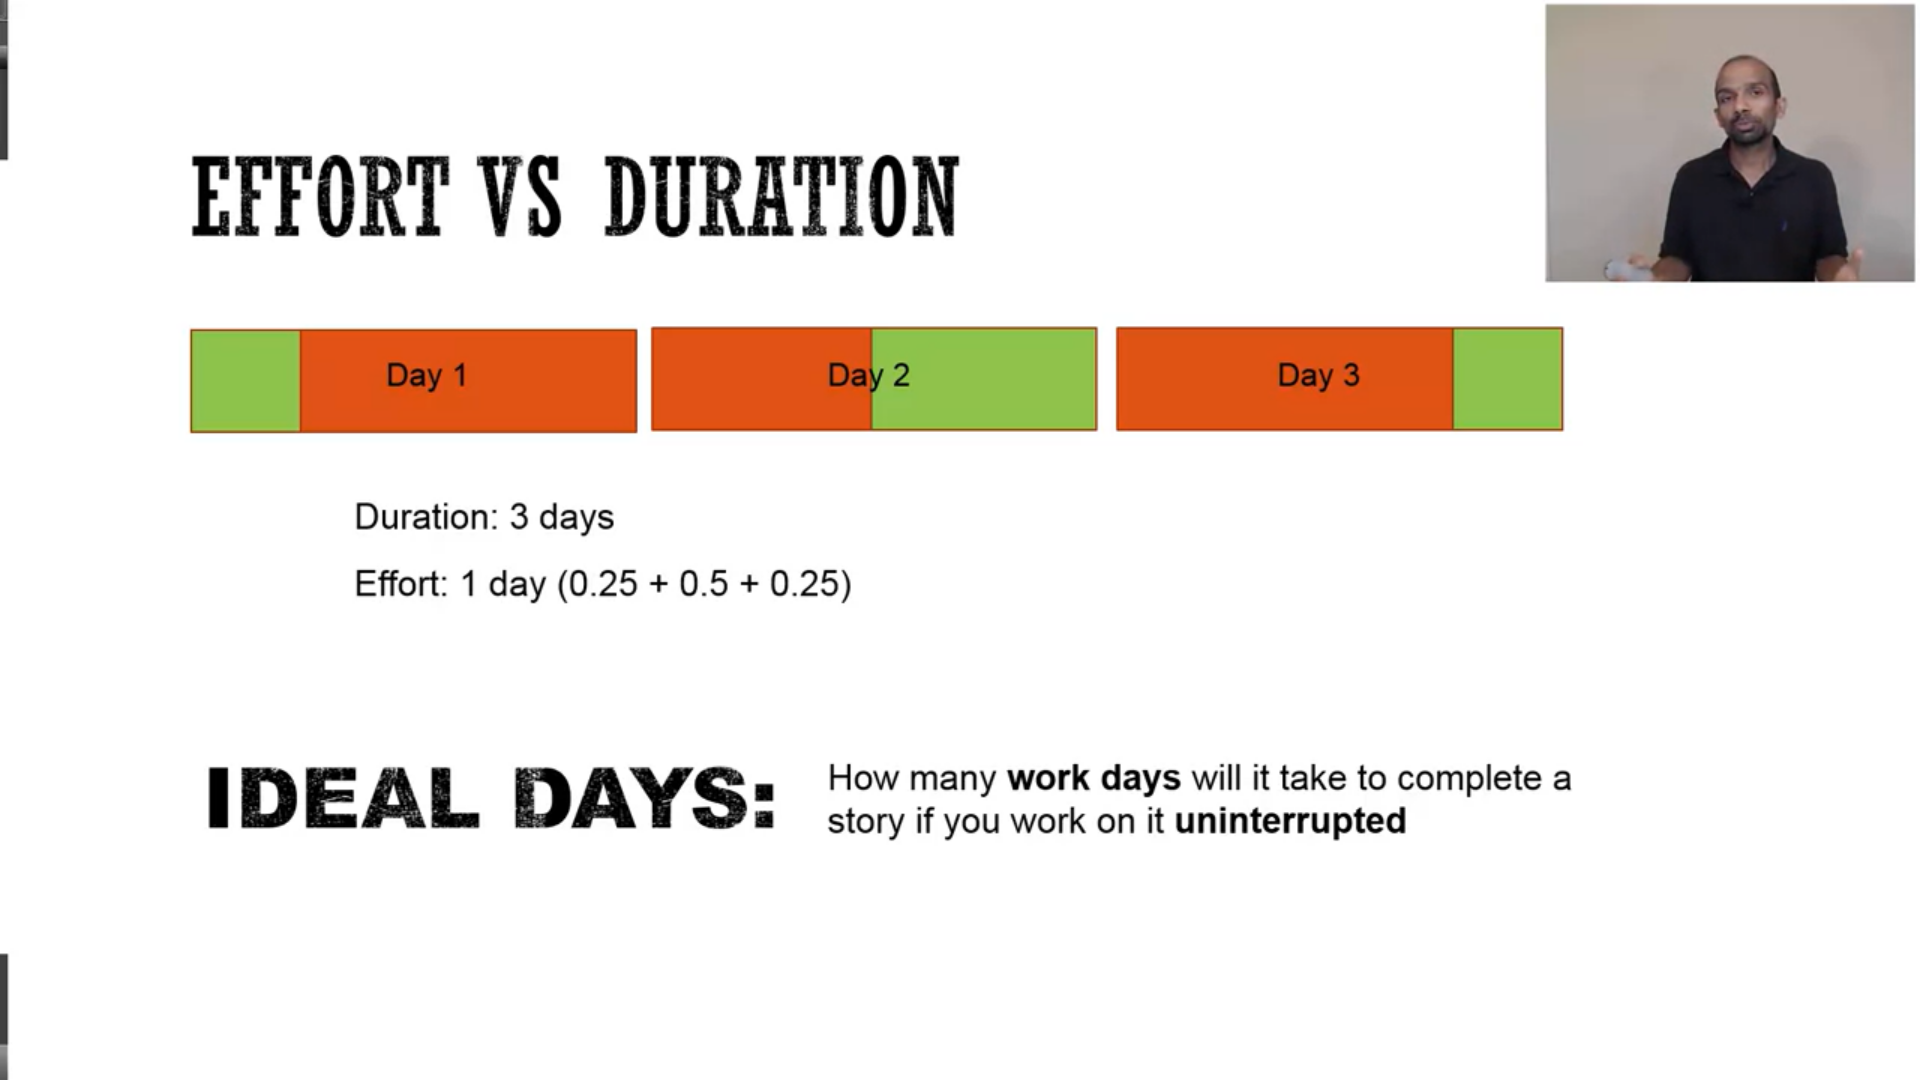 EFFORT VS DURATION
Day 1
Day 2
Day 3
Duration: 3 days
Effort: 1 day (0.25 + 0.5 + 0.25)
IDEAL DAYS:
How many work days will it take to complete a
story if you work on it uninterrupted